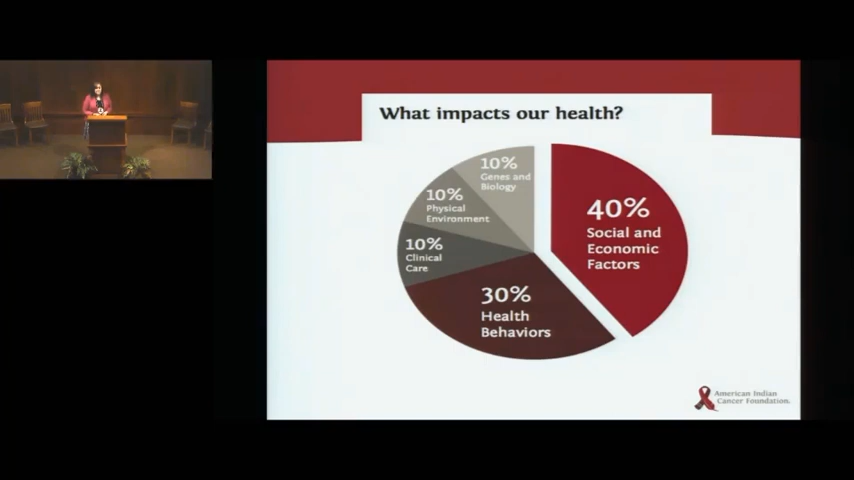 What impacts our health?
10%
Genes and
Biology
10%
Physical
Environment
10%
Clinical
Care
30%
Health
Behaviors
40%
Social and
Economic
Factors
American Indian
Cancer Foundation.